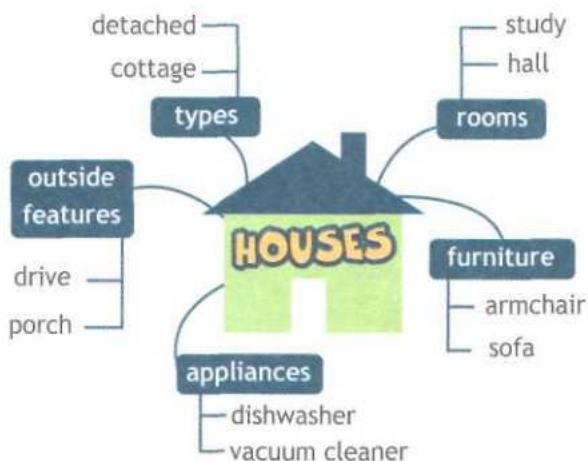 detached
cottage
types
study
hall
rooms
outside
features
drive
porch
HOUSES
furniture
armchair
sofa
appliances
dishwasher
vacuum cleaner